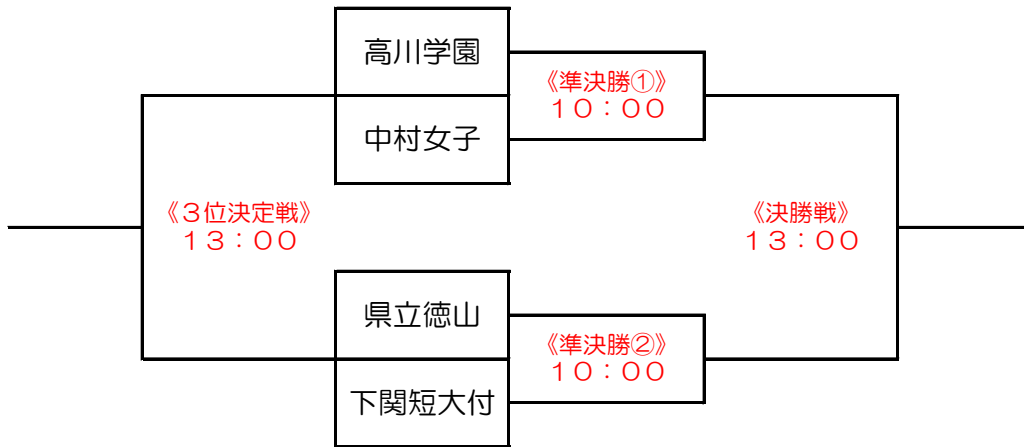 高川学園
《準決勝①》
１０：００
中村女子
《３位決定戦》
１３：００
《決勝戦》
１３：００
県立徳山
《準決勝②》
１０：００
下関短大付